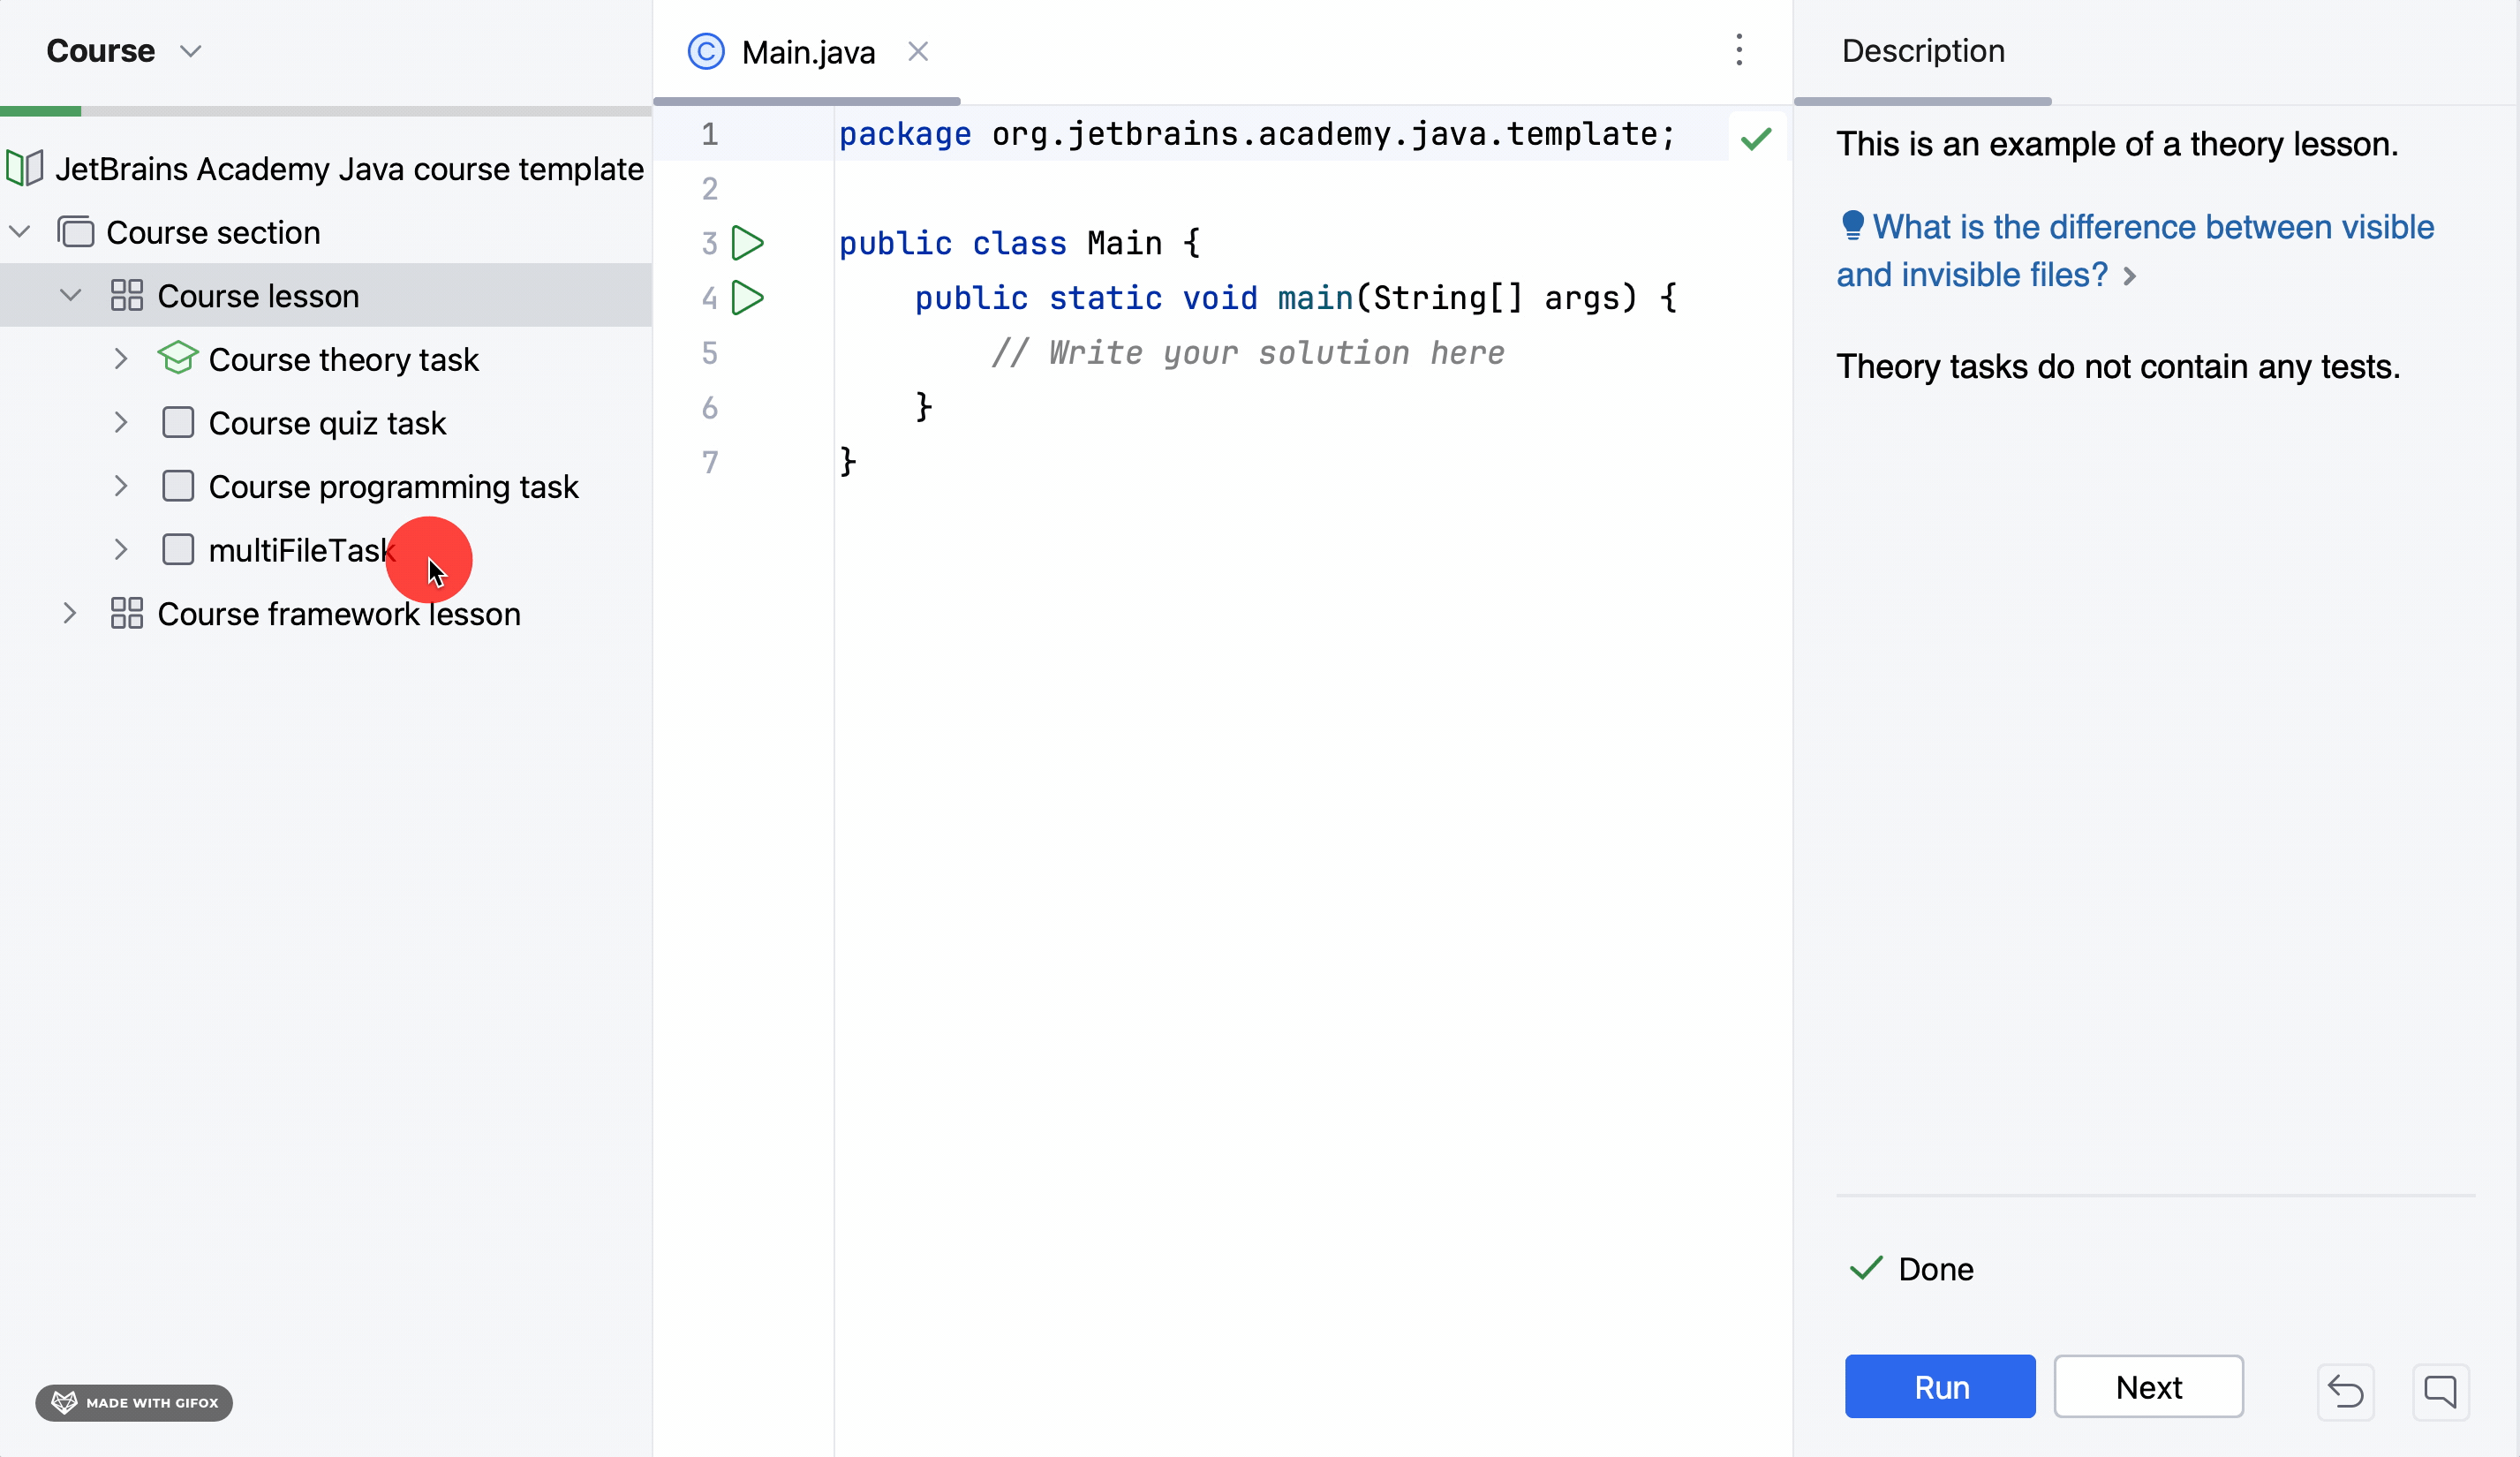 Course
JetBrains Academy Java course template
Course section
Course lesson
Course theory task
Course quiz task
Course programming task
multiFileTask
Course framework lesson
MADE WITH GIFOX
Main.java
1 package org.jetbrains.academy.java.template;
2
3 public class Main {
4 public static void main(String[] args) {
5 // Write your solution here
6 }
7 }
Description
This is an example of a theory lesson.
What is the difference between visible
and invisible files?
Theory tasks do not contain any tests.
Done
Run
Next